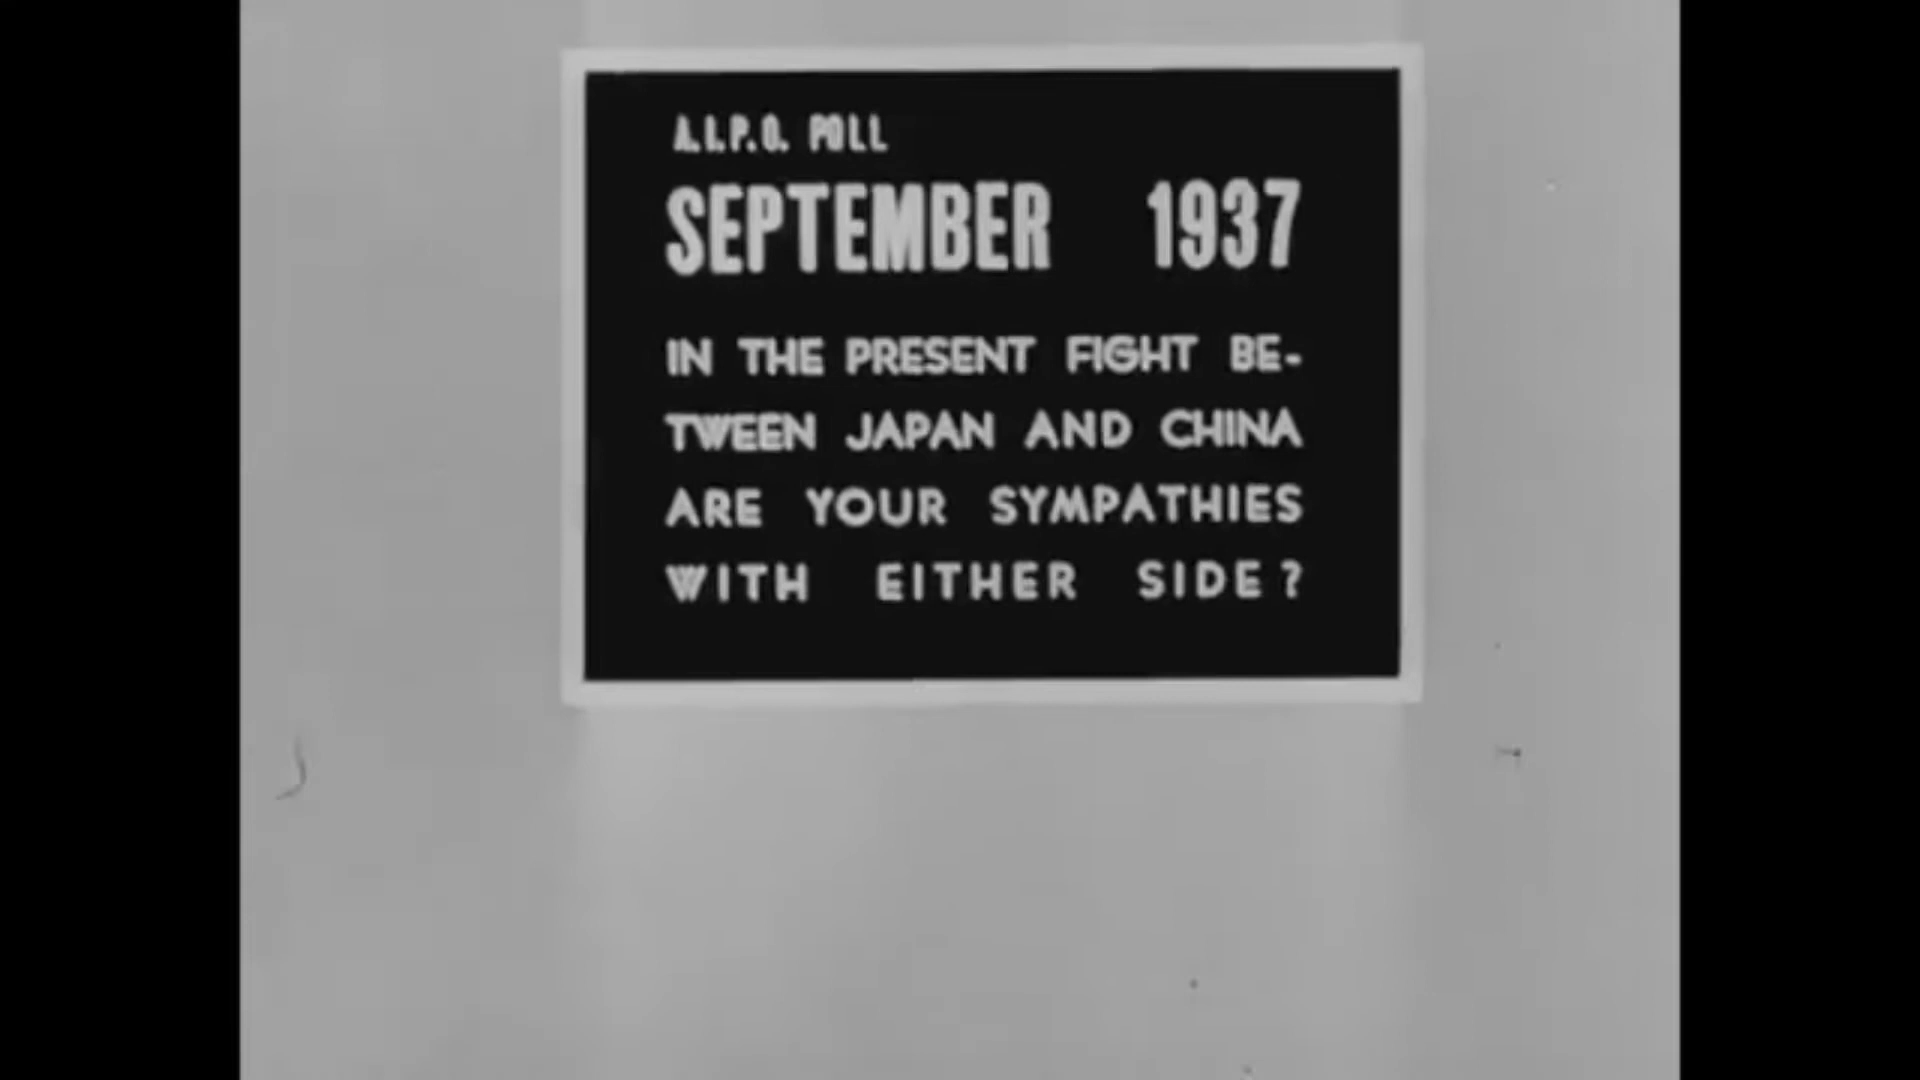 A.I.P.O. POLL
SEPTEMBER 1937
IN THE PRESENT FIGHT BE-
TWEEN JAPAN AND CHINA
ARE YOUR SYMPATHIES
WITH EITHER SIDE?